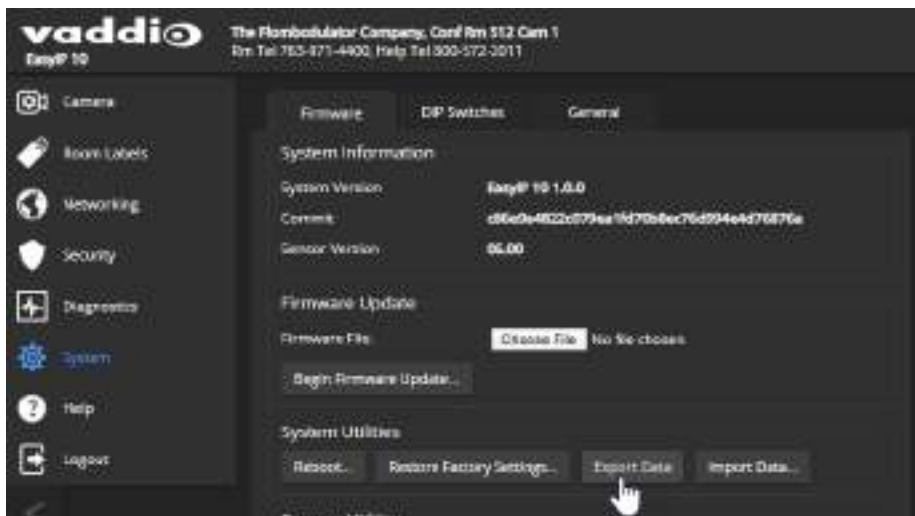 vaddio
EasyIP 10
The Flombodulator Company, Conf Rm 512 Cam 1
Rm Tel 763-971-4400, Help Tel 800-572-2011
Camera
Room Labels
Networking
Security
Diagnostics
System
Help
Logout
Firmware DIP Switches General
System Information
System Version EasyIP 10 1.0.0
Commit
Sensor Version 06.00
Firmware Update
Firmware File: Choose File No file chosen
Begin Firmware Update...
System Utilities
Reboot... Restore Factory Settings... Export Data Import Data...